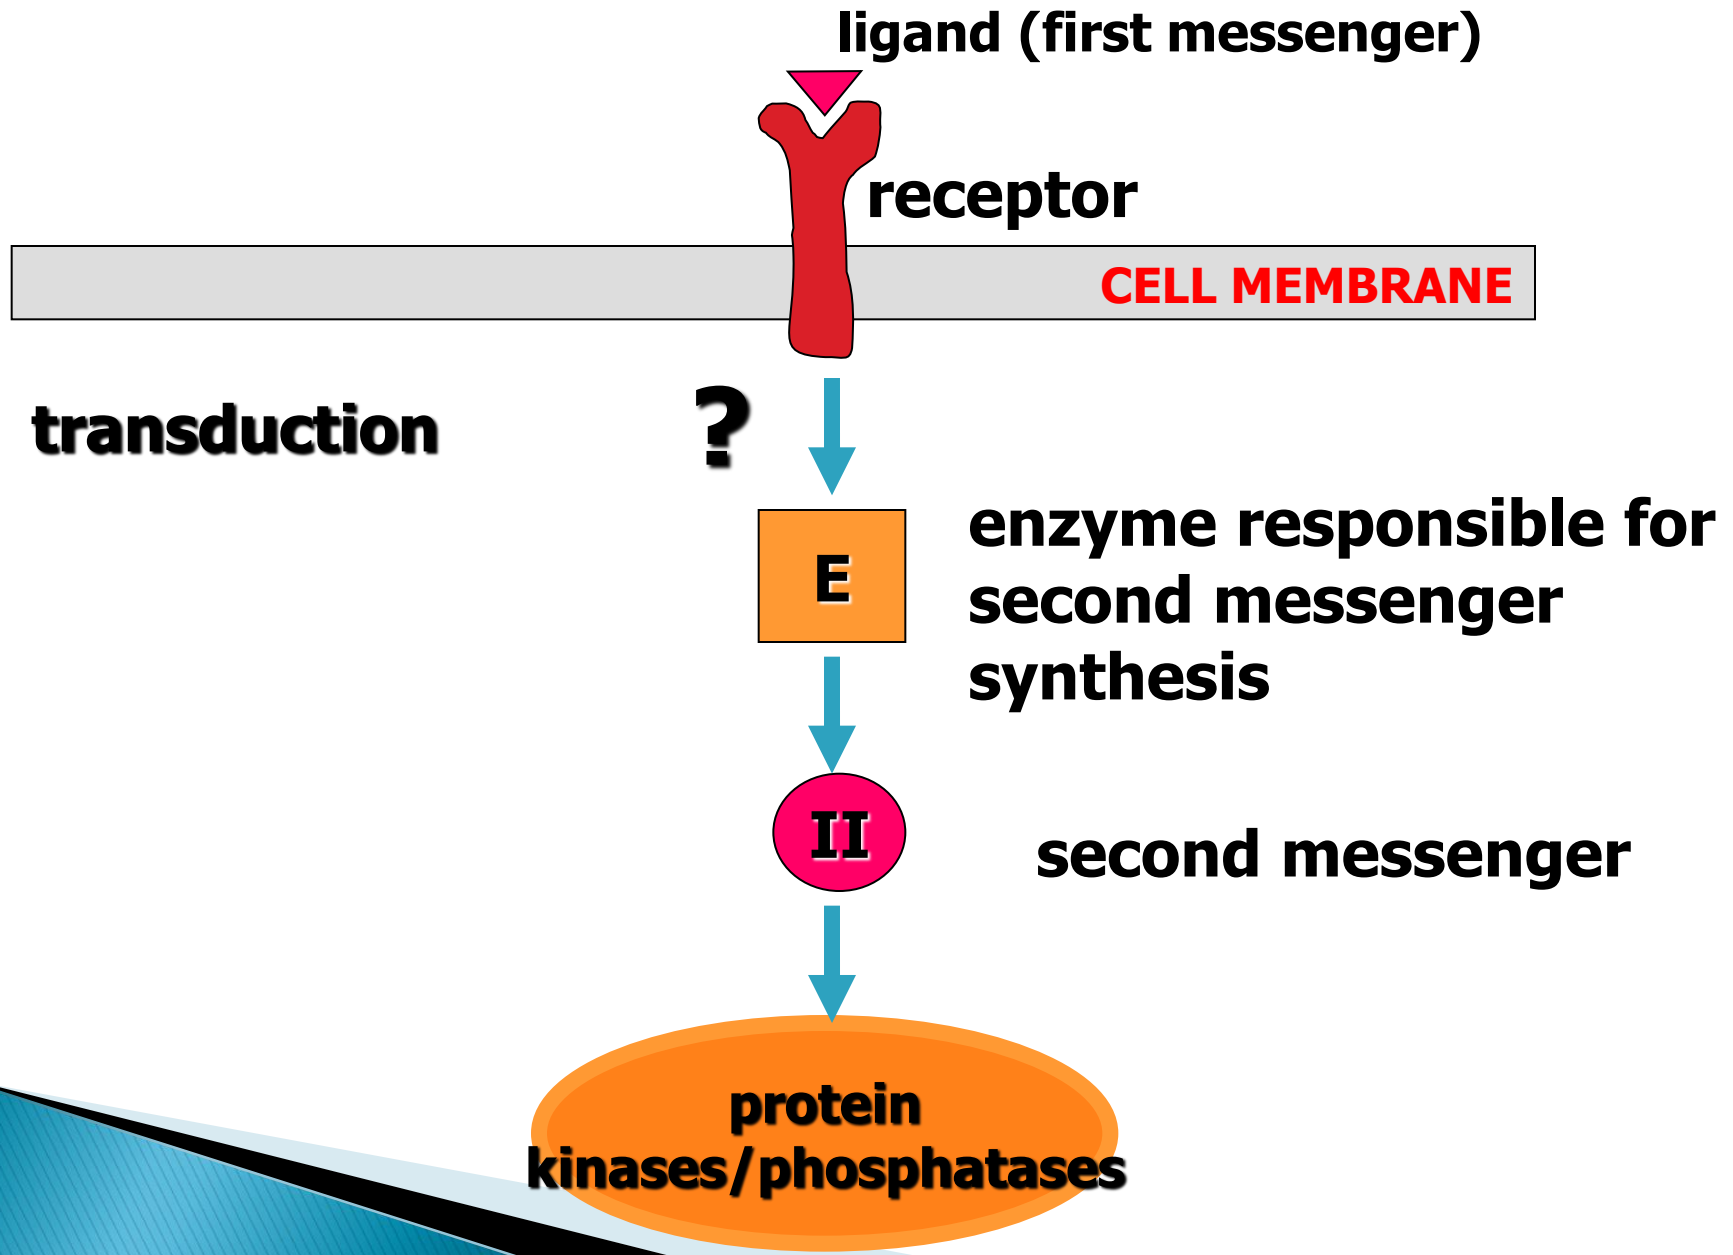 ligand (first messenger)
receptor
CELL MEMBRANE
transduction
?
E
enzyme responsible for
second messenger
synthesis
II
second messenger
protein
kinases/phosphatases